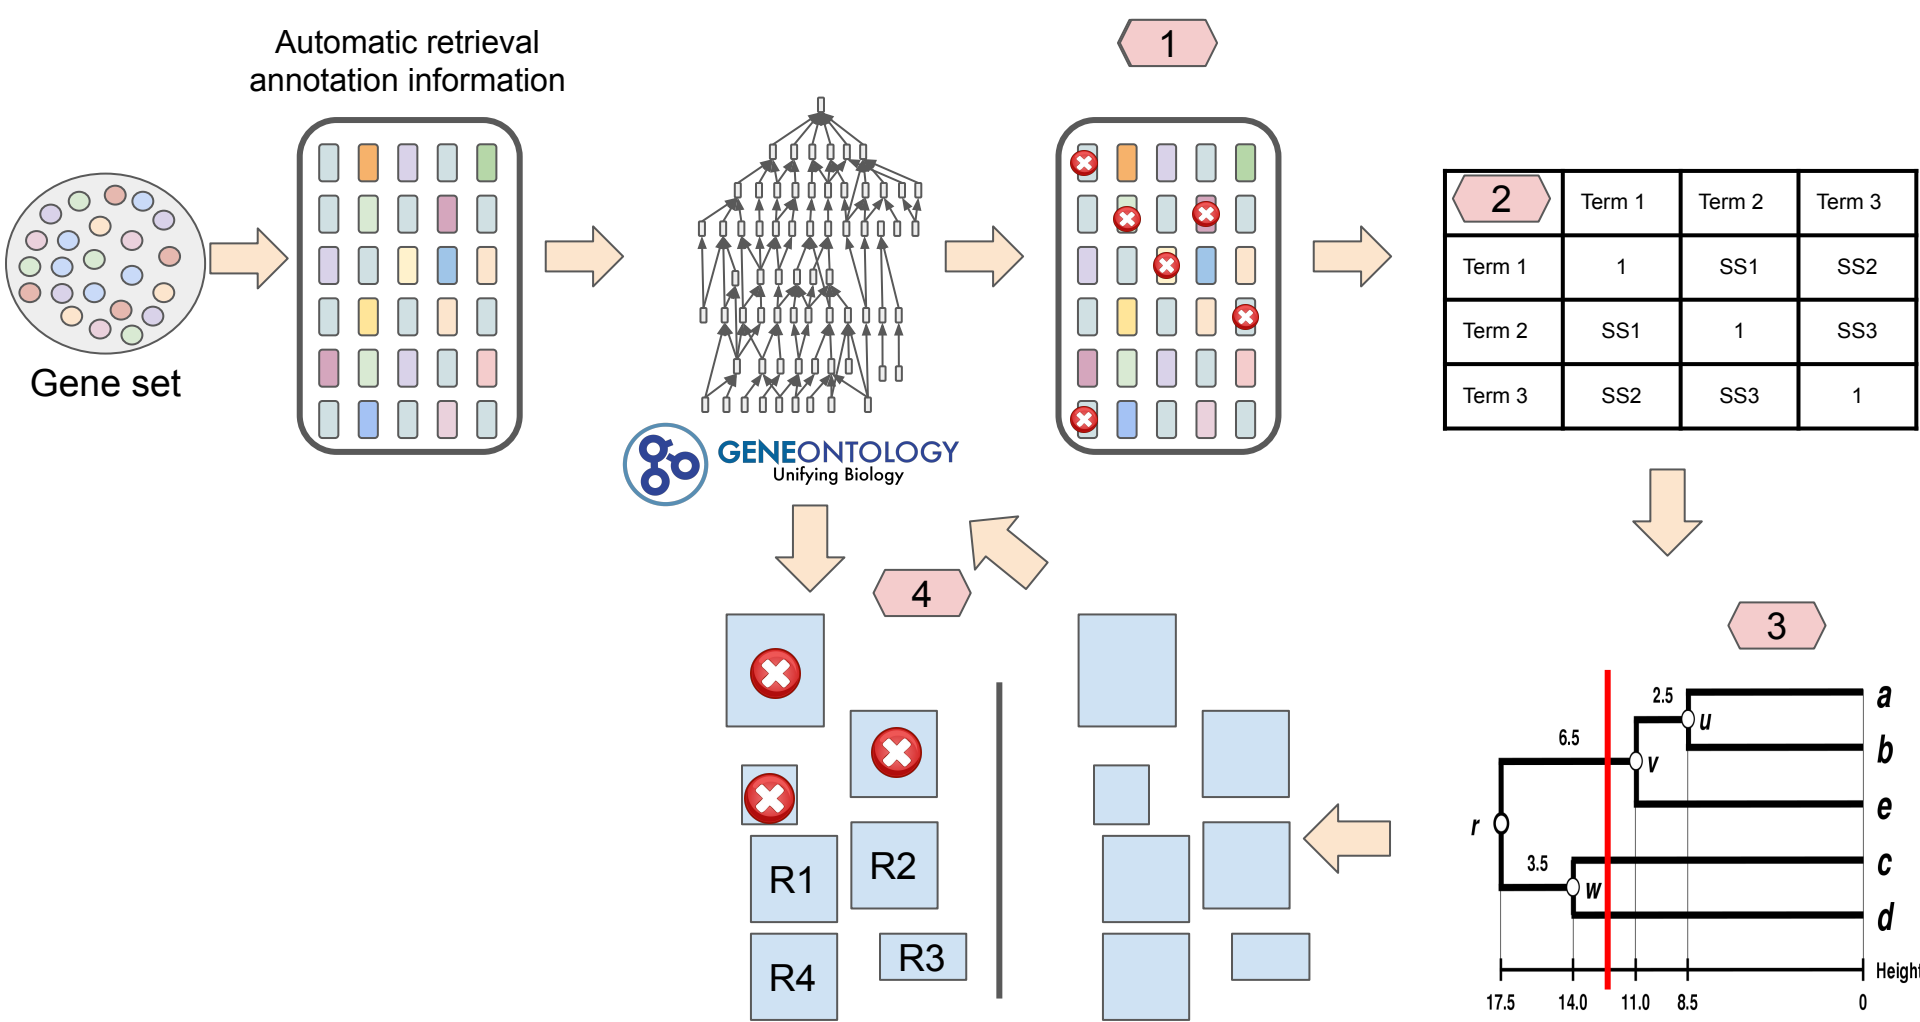 Automatic retrieval
annotation information
Gene set
GENEONTOLOGY
Unifying Biology
1
2 Term 1 Term 2 Term 3
Term 1 1 SS1 SS2
Term 2 SS1 1 SS3
Term 3 SS2 SS3 1
3
2.5 a
u
6.5 b
v
e
r
3.5 c
w
d
Height
17.5 14.0 11.0 8.5 0
4
R1 R2
R4 R3